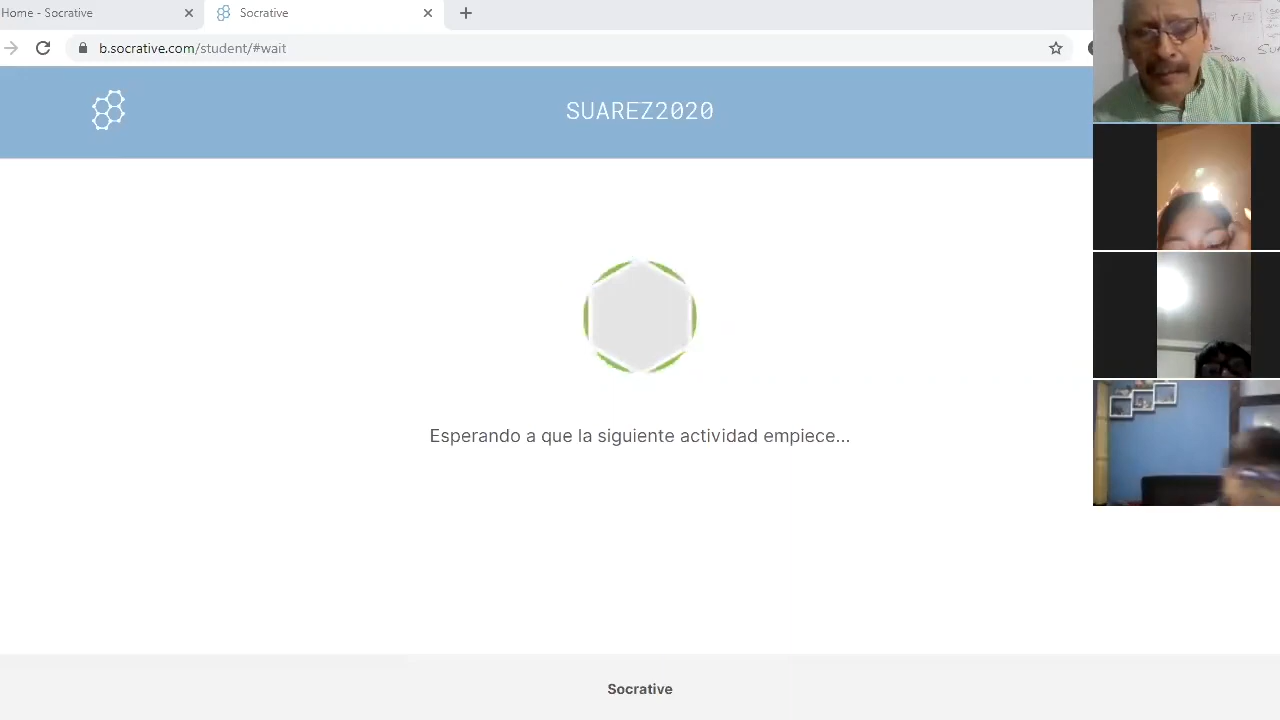 Home - Socrative
Socrative
b.socrative.com/student/#wait
SUAREZ2020
Esperando a que la siguiente actividad empiece...
Socrative